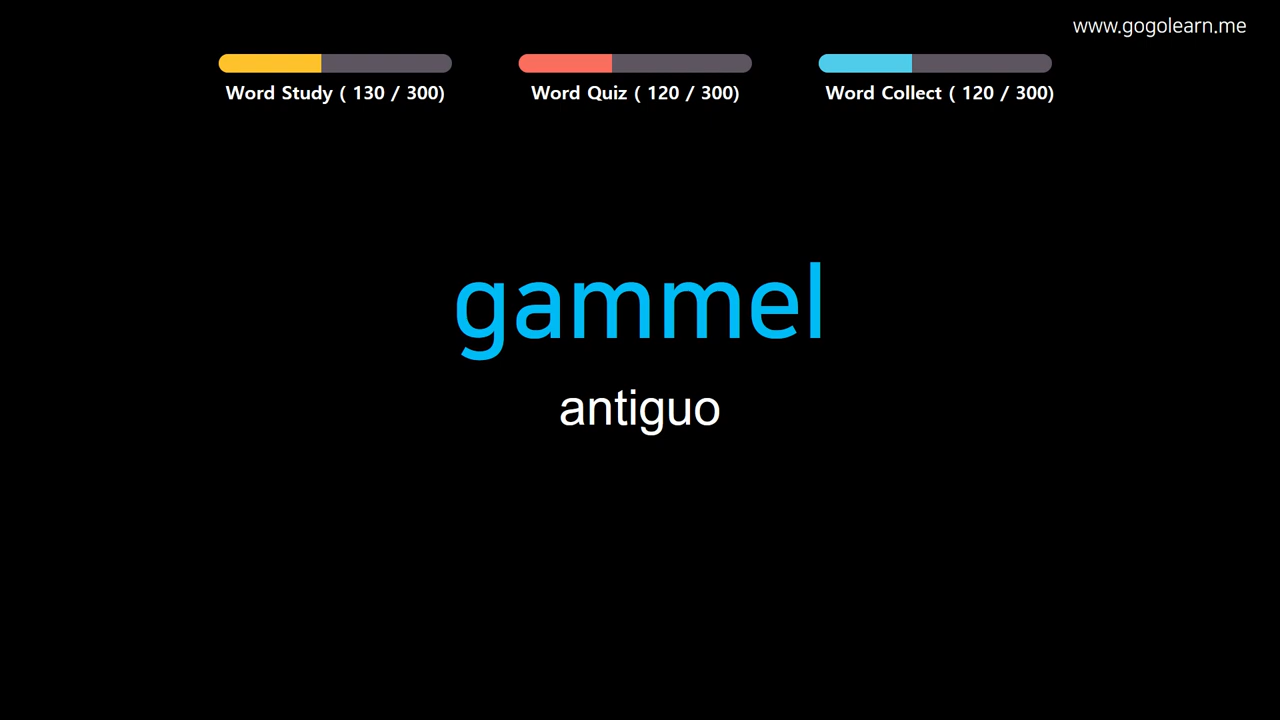 www.gogolearn.me
Word Study ( 130 / 300)
Word Quiz ( 120 / 300)
Word Collect ( 120 / 300)
gammel
antiguo